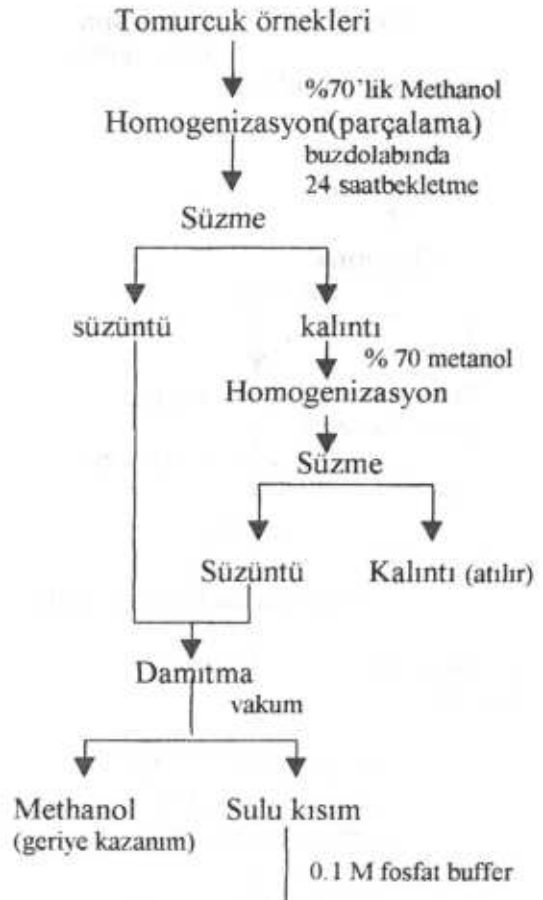 Tomurcuk örnekleri
%70'lik Methanol
Homogenizasyon(parçalama)
buzdolabında
24 saatbekletme
Süzme
süzüntü kalıntı
% 70 metanol
Homogenizasyon
Süzme
Süzüntü Kalıntı (atılır)
Damıtma
vakum
Methanol Sulu kısım
(geriye kazanım)
0.1 M fosfat buffer